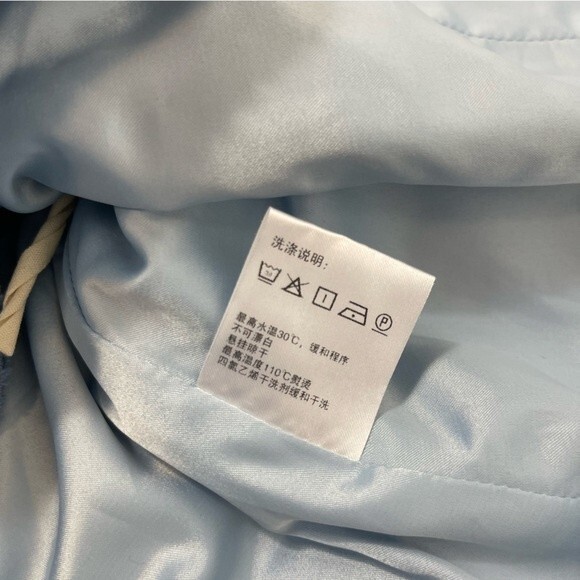 洗涤说明:
最高水温30℃, 缓和程序
不可漂白
悬挂晾干
最高温度110℃熨烫
四氯乙烯干洗剂缓和干洗